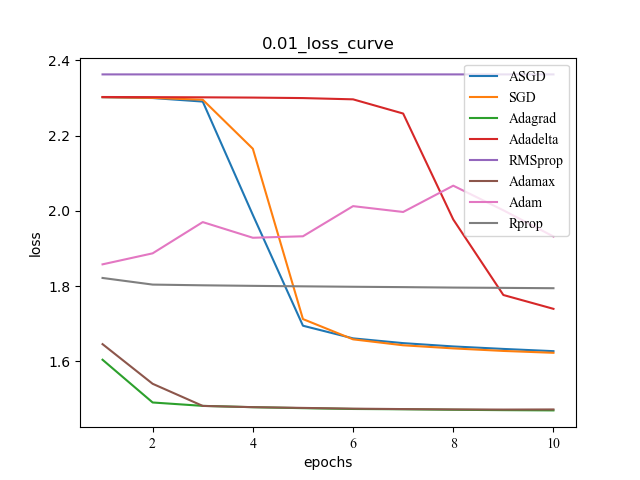 0.01_loss_curve
2.4
2.2
2.0
1.8
1.6
loss
ASGD
SGD
Adagrad
Adadelta
RMSprop
Adamax
Adam
Rprop
2
4
6
8
10
epochs